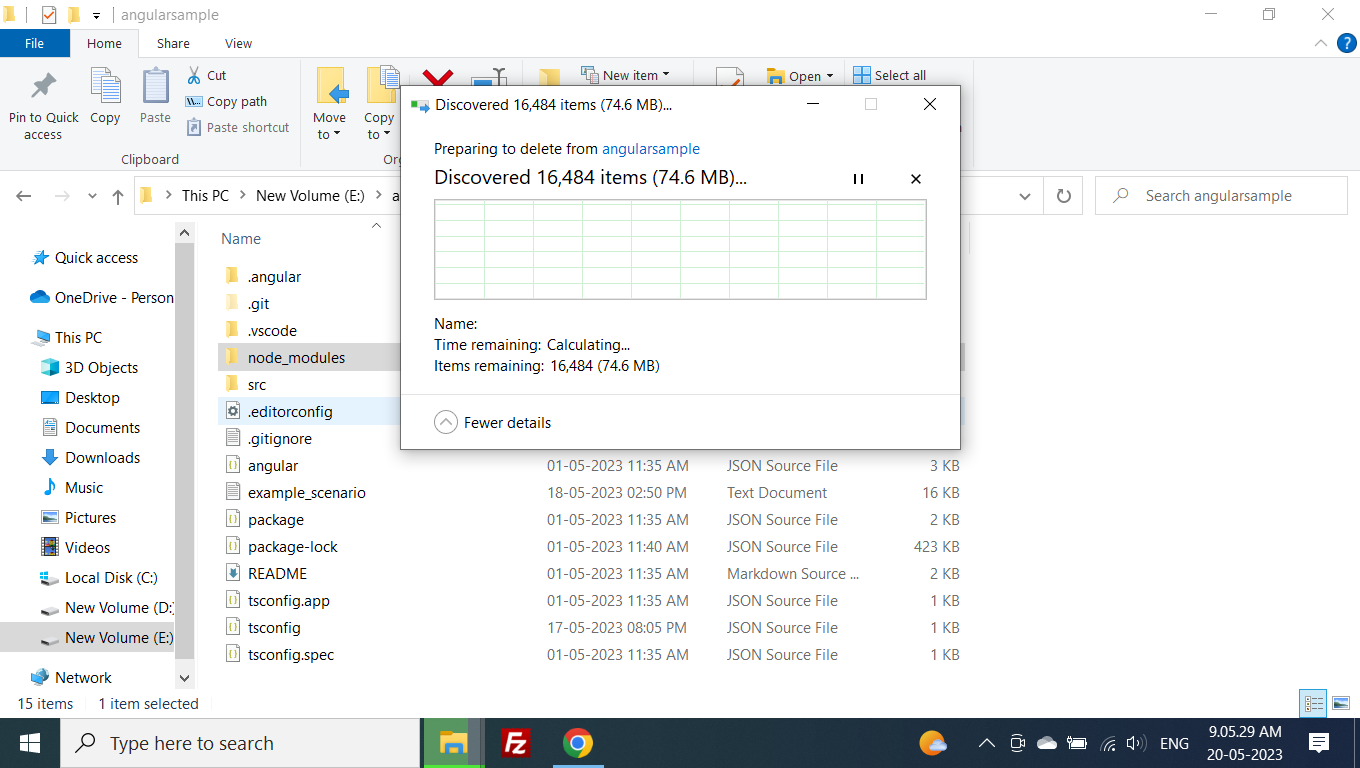 angularsample
File Home Share View
Pin to Quick access
Copy
Paste
Cut
Copy path
Paste shortcut
Clipboard
Move to
Copy to
New item
Open
Select all
Discovered 16,484 items (74.6 MB)...
Preparing to delete from angularsample
Discovered 16,484 items (74.6 MB)...
Name:
Time remaining: Calculating...
Items remaining: 16,484 (74.6 MB)
Fewer details
This PC > New Volume (E:) > a
Search angularsample
Quick access
OneDrive - Person
This PC
3D Objects
Desktop
Documents
Downloads
Music
Pictures
Videos
Local Disk (C:)
New Volume (D:)
New Volume (E:)
Network
Name
.angular
.git
.vscode
node_modules
src
.editorconfig
.gitignore
angular 01-05-2023 11:35 AM JSON Source File 3 KB
example_scenario 18-05-2023 02:50 PM Text Document 16 KB
package 01-05-2023 11:35 AM JSON Source File 2 KB
package-lock 01-05-2023 11:40 AM JSON Source File 423 KB
README 01-05-2023 11:35 AM Markdown Source ... 2 KB
tsconfig.app 01-05-2023 11:35 AM JSON Source File 1 KB
tsconfig 17-05-2023 08:05 PM JSON Source File 1 KB
tsconfig.spec 01-05-2023 11:35 AM JSON Source File 1 KB
15 items 1 item selected
Type here to search
ENG
9.05.29 AM
20-05-2023